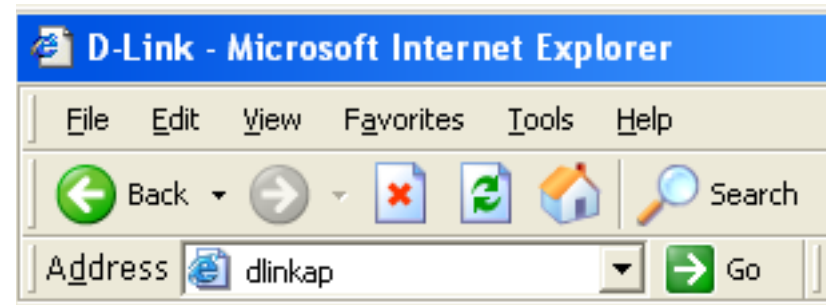 D-Link - Microsoft Internet Explorer
File Edit View Favorites Tools Help
Back Search
Address dlinkap Go